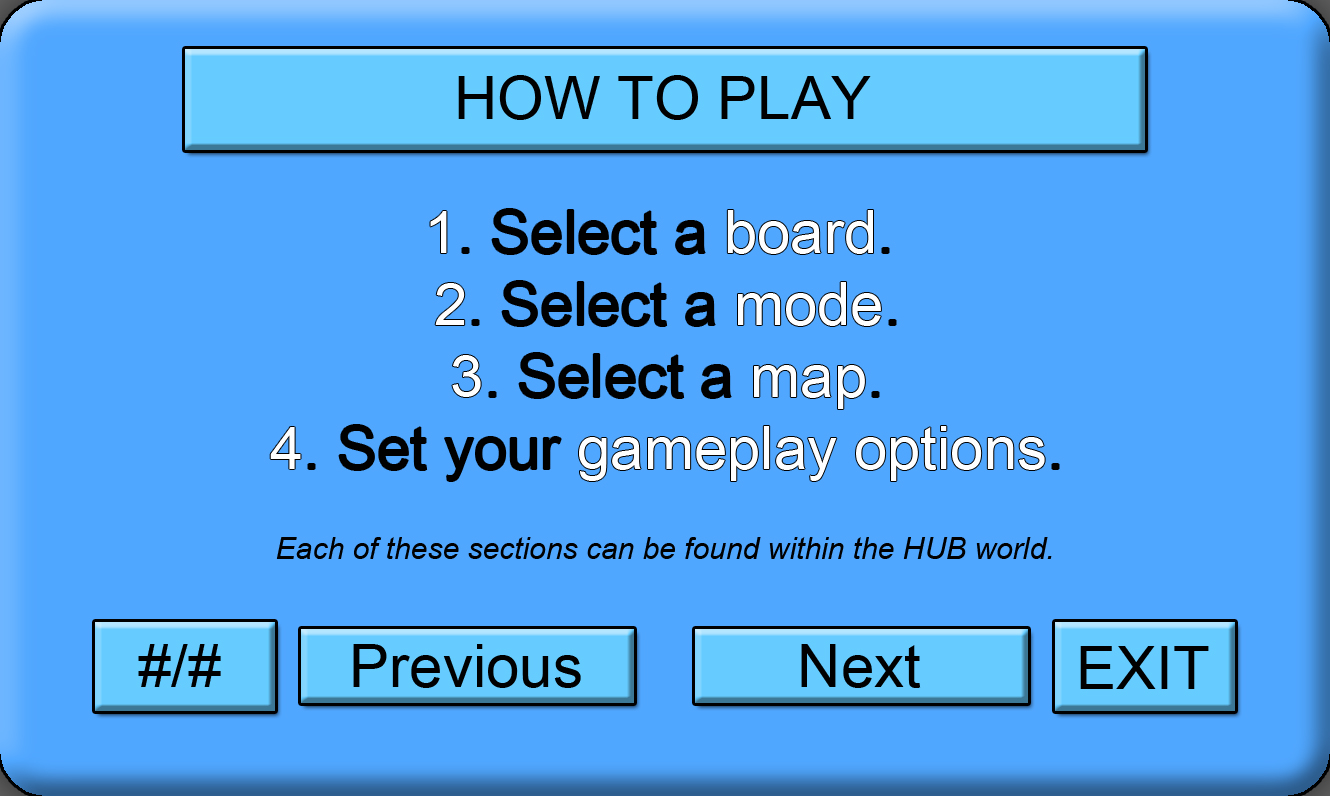 HOW TO PLAY
1. Select a board.
2. Select a mode.
3. Select a map.
4. Set your gameplay options.
Each of these sections can be found within the HUB world.
#/# Previous Next EXIT